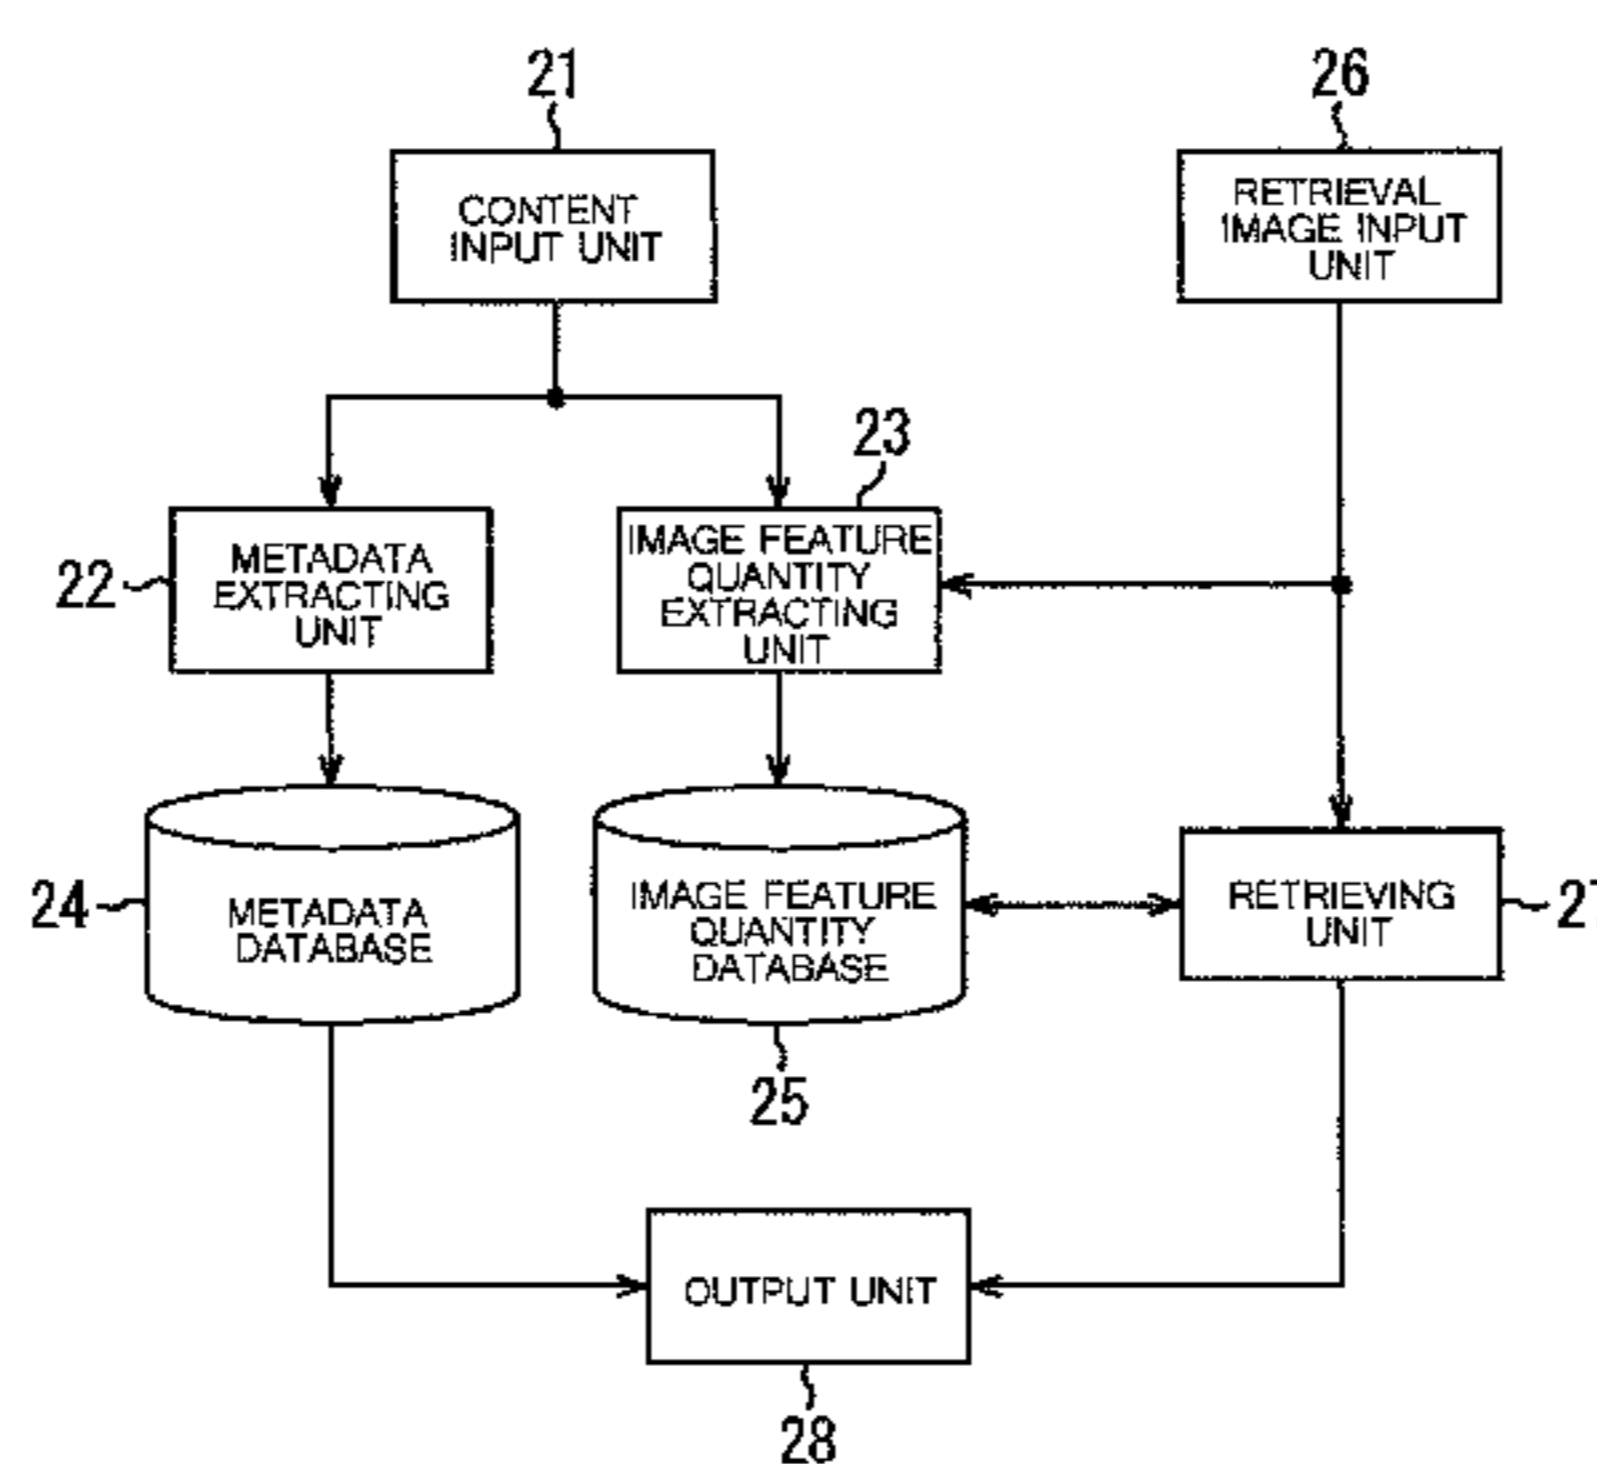 21
26
CONTENT
INPUT UNIT
RETRIEVAL
IMAGE INPUT
UNIT
23
22
METADATA
EXTRACTING
UNIT
IMAGE FEATURE
QUANTITY
EXTRACTING
UNIT
24
METADATA
DATABASE
IMAGE FEATURE
QUANTITY
DATABASE
RETRIEVING
UNIT
27
25
OUTPUT UNIT
28